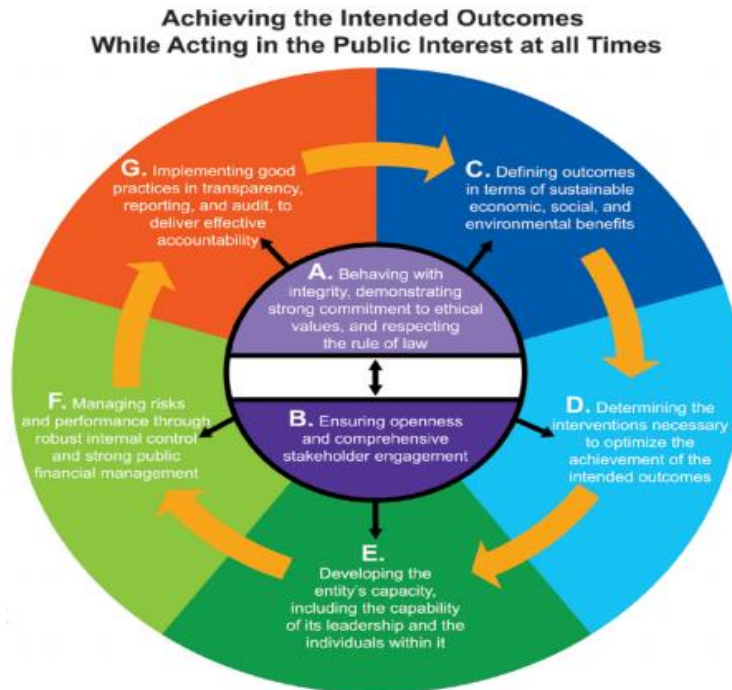 Achieving the Intended Outcomes
While Acting in the Public Interest at all Times
A. Behaving with
integrity, demonstrating
strong commitment to ethical
values, and respecting
the rule of law
B. Ensuring openness
and comprehensive
stakeholder engagement
C. Defining outcomes
in terms of sustainable
economic, social, and
environmental benefits
D. Determining the
interventions necessary
to optimize the
achievement of the
intended outcomes
E.
Developing the
entity's capacity,
including the capability
of its leadership and the
individuals within it
F. Managing risks
and performance through
robust internal control
and strong public
financial management
G. Implementing good
practices in transparency,
reporting, and audit, to
deliver effective
accountability